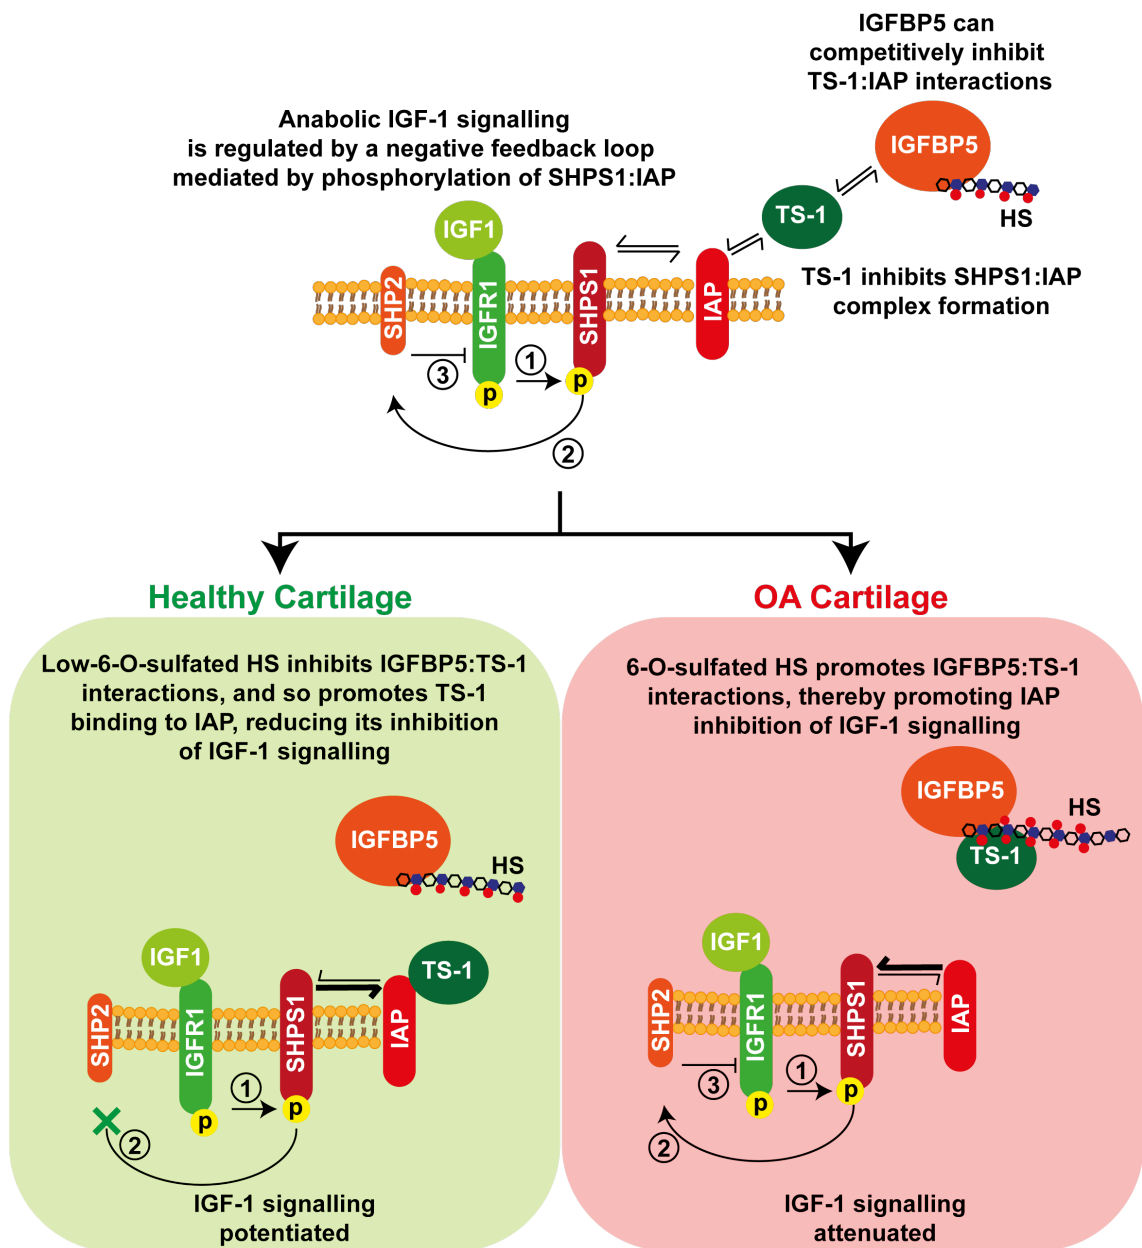 IGFBP5 can
competitively inhibit
TS-1:IAP interactions
Anabolic IGF-1 signalling
is regulated by a negative feedback loop
mediated by phosphorylation of SHPS1:IAP
IGFBP5
HS
TS-1
IGF1
TS-1 inhibits SHPS1:IAP
complex formation
SHP2
IGFR1
SHPS1
IAP
3
1
p
p
2
Healthy Cartilage
Low-6-O-sulfated HS inhibits IGFBP5:TS-1
interactions, and so promotes TS-1
binding to IAP, reducing its inhibition
of IGF-1 signalling
IGFBP5
HS
IGF1
TS-1
SHP2
IGFR1
SHPS1
IAP
1
p
p
2
IGF-1 signalling
potentiated
OA Cartilage
6-O-sulfated HS promotes IGFBP5:TS-1
interactions, thereby promoting IAP
inhibition of IGF-1 signalling
IGFBP5
HS
TS-1
IGF1
SHP2
IGFR1
SHPS1
IAP
3
1
p
p
2
IGF-1 signalling
attenuated